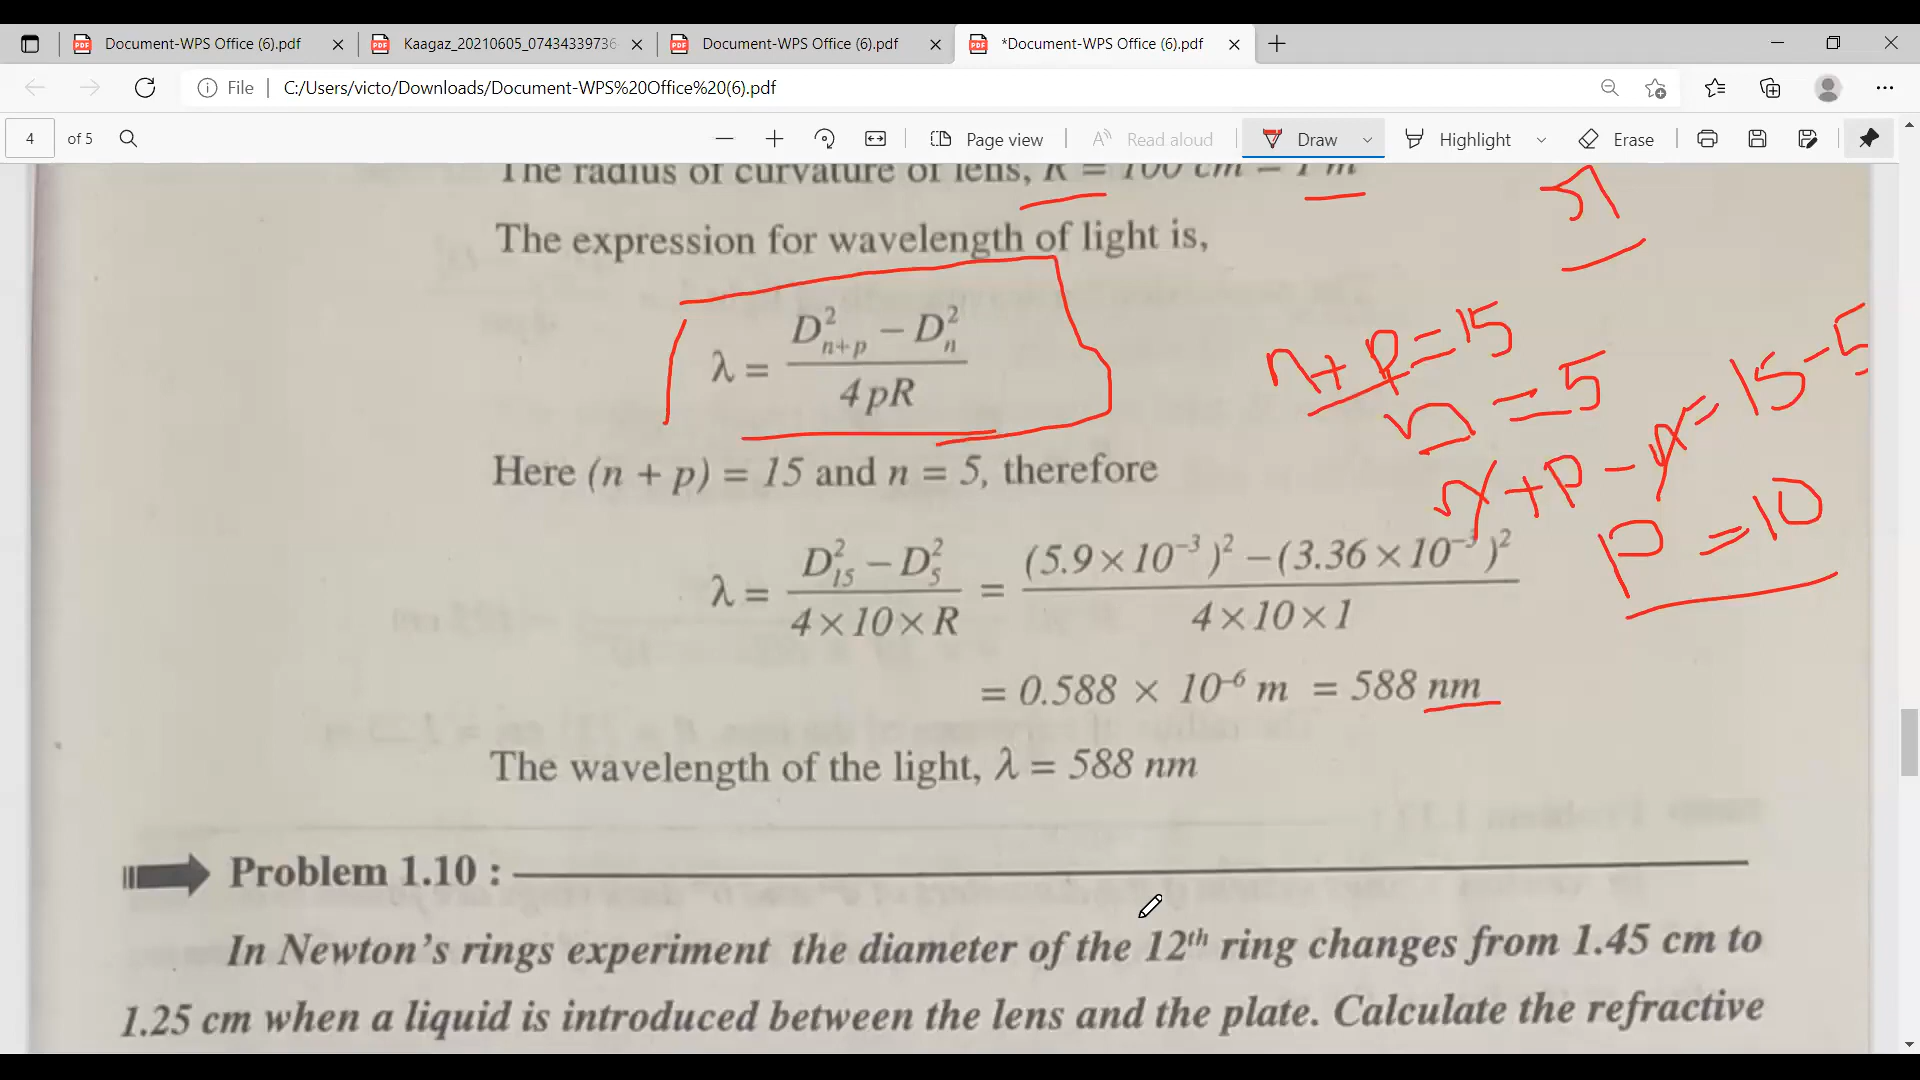 Document-WPS Office (6).pdf
Kaagaz_20210605_0743433973
Document-WPS Office (6).pdf
*Document-WPS Office (6).pdf
File
C:/Users/victo/Downloads/Document-WPS%20Office%20(6).pdf
4 of 5
Page view
Read aloud
Draw
Highlight
Erase
The radius of curvature of lens, R = 100 cm = 1 m
The expression for wavelength of light is,
λ = (D²ₙ₊ₚ − D²ₙ) / 4pR
n+p=15
n=5
n+p-n=15-5
P=10
Here (n + p) = 15 and n = 5, therefore
λ = (D²₁₅ − D²₅) / (4×10×R) = ((5.9×10⁻³)² − (3.36×10⁻³)²) / (4×10×1)
= 0.588 × 10⁻⁶ m = 588 nm
The wavelength of the light, λ = 588 nm
Problem 1.10 :
In Newton's rings experiment the diameter of the 12th ring changes from 1.45 cm to
1.25 cm when a liquid is introduced between the lens and the plate. Calculate the refractive